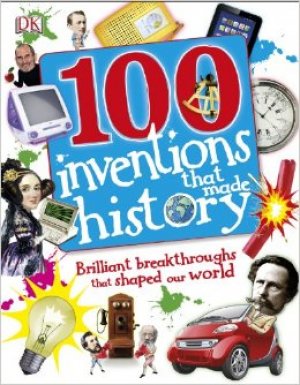 DK
100
inventions
that
made
history
Brilliant breakthroughs
that shaped our world